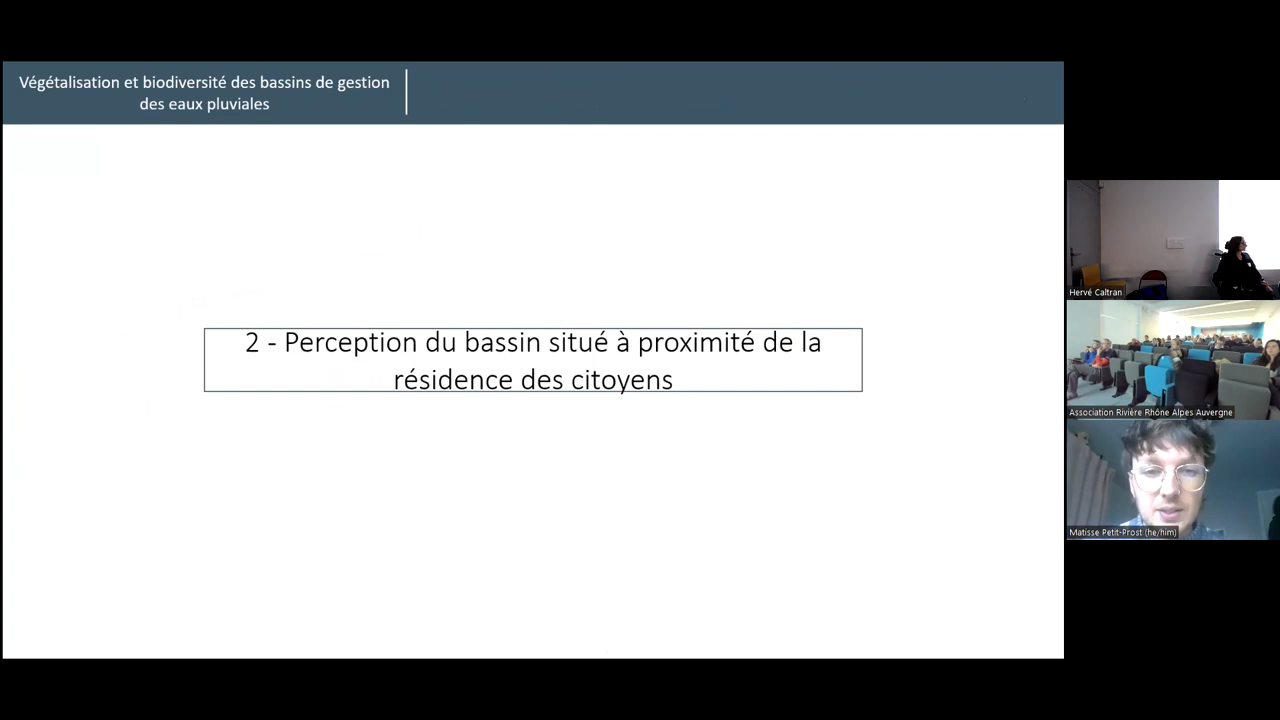 Végétalisation et biodiversité des bassins de gestion
des eaux pluviales
2 - Perception du bassin situé à proximité de la
résidence des citoyens
Hervé Caltran
Association Rivière Rhône Alpes Auvergne
Matisse Petit-Prost (he/him)